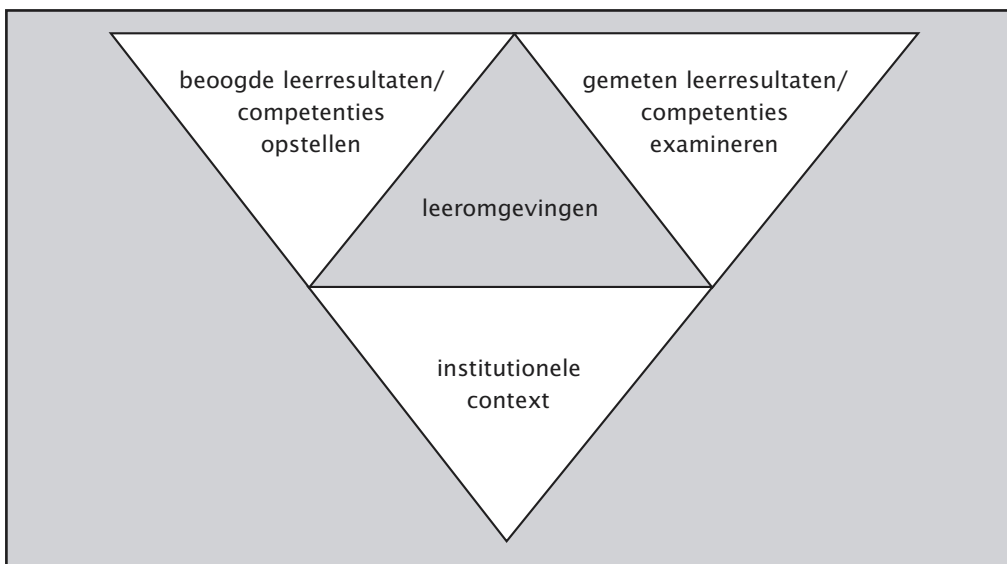 beoogde leerresultaten/
competenties
opstellen
gemeten leerresultaten/
competenties
examineren
leeromgevingen
institutionele
context